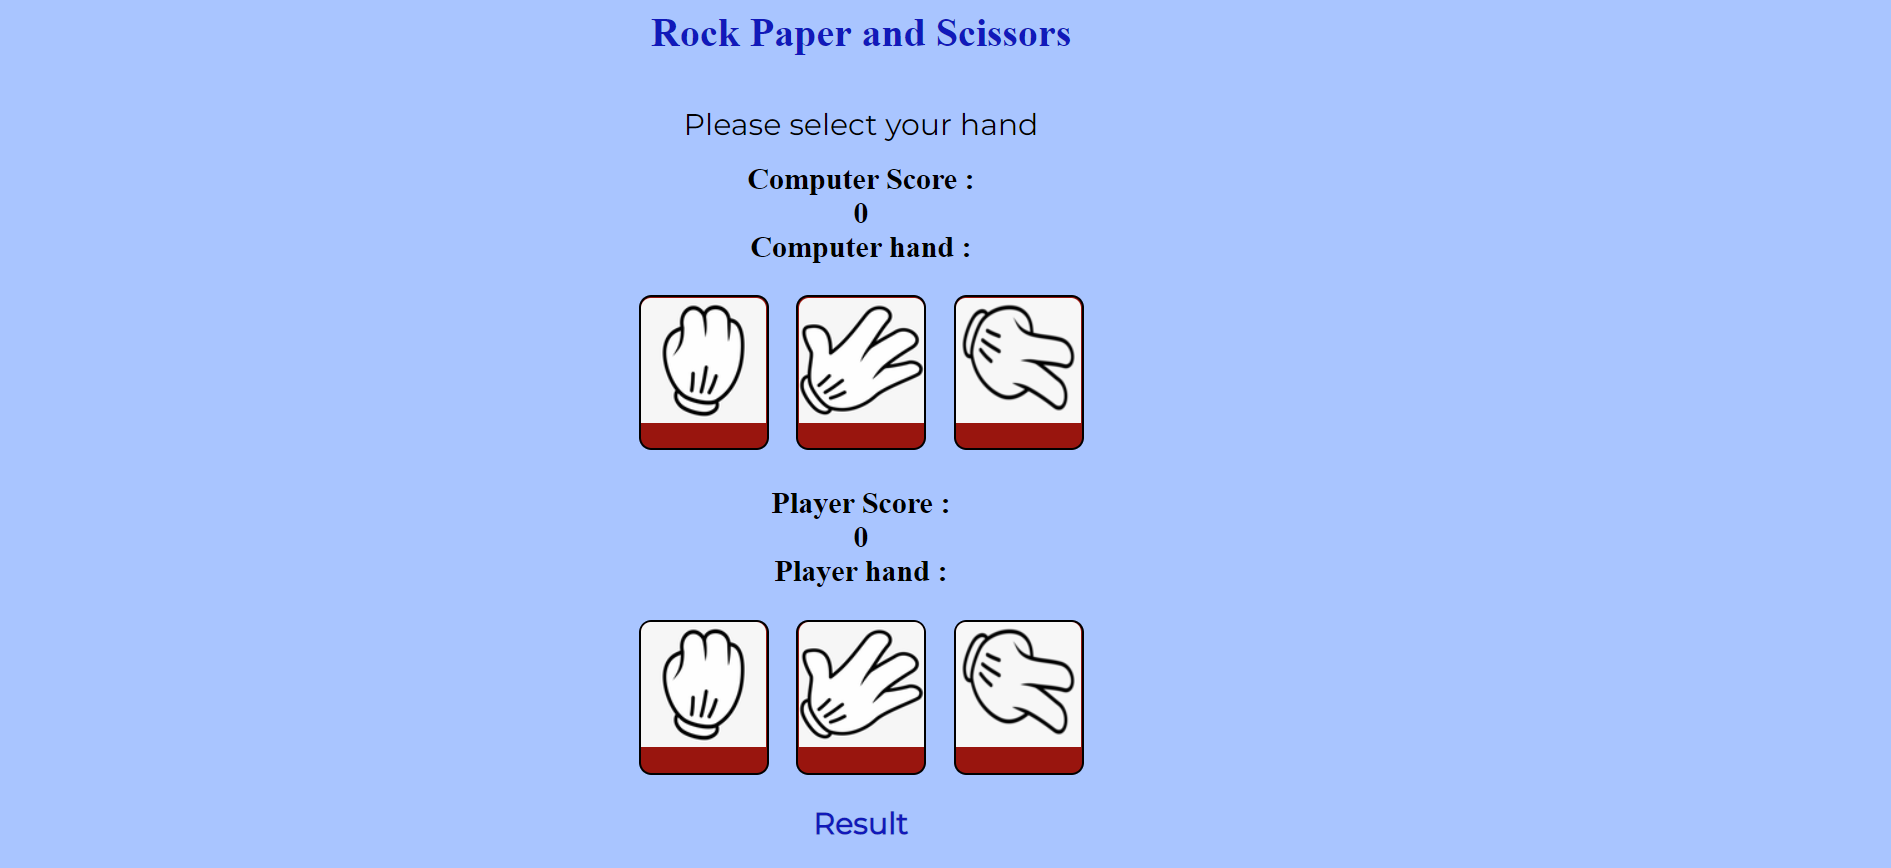 Rock Paper and Scissors
Please select your hand
Computer Score :
0
Computer hand :
Player Score :
0
Player hand :
Result